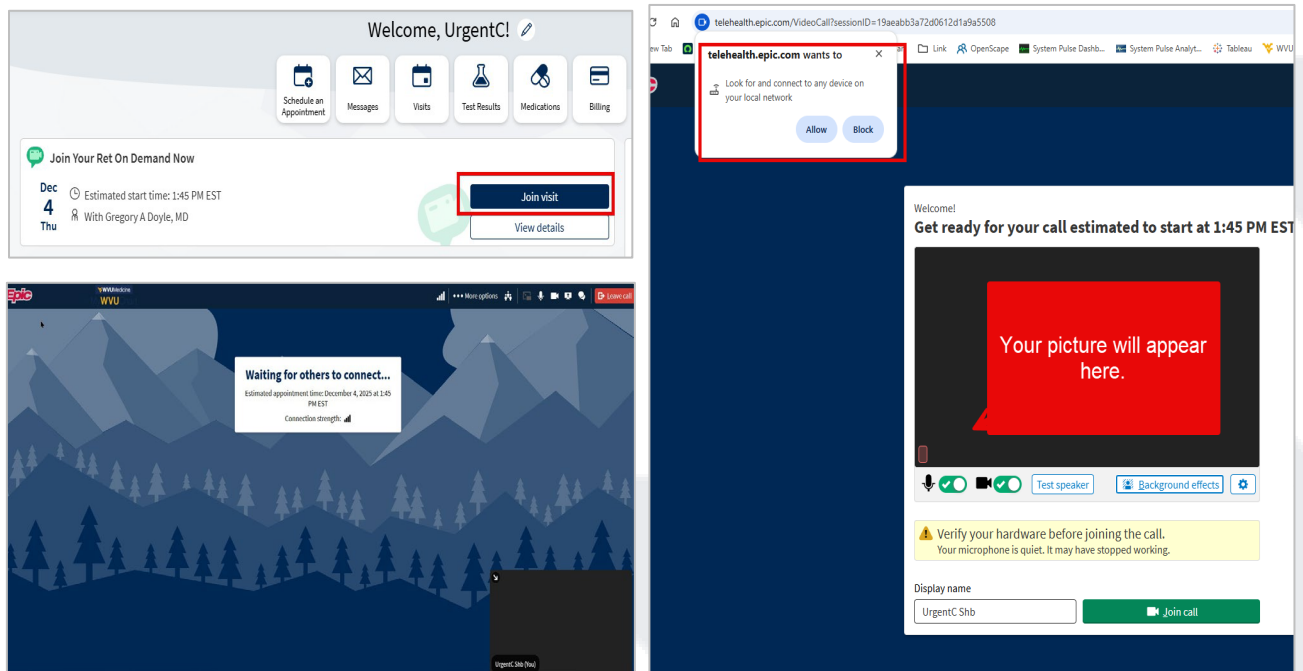 Welcome, UrgentC!
Schedule an
Appointment
Messages
Visits
Test Results
Medications
Billing
Join Your Ret On Demand Now
Dec
4
Thu
Estimated start time: 1:45 PM EST
With Gregory A Doyle, MD
Join visit
View details
Epic
WVUMedicine
WVU
More options
Leave call
Waiting for others to connect...
Estimated appointment time: December 4, 2025 at 1:45
PM EST
Connection strength:
UrgentC Shb (You)
telehealth.epic.com/VideoCall?sessionID=19aeabb3a72d0612d1a9a5508
ew Tab
Link
OpenScape
System Pulse Dashb...
System Pulse Analyt...
Tableau
WVU
telehealth.epic.com wants to
Look for and connect to any device on
your local network
Allow
Block
Welcome!
Get ready for your call estimated to start at 1:45 PM EST
Your picture will appear
here.
Test speaker
Background effects
Verify your hardware before joining the call.
Your microphone is quiet. It may have stopped working.
Display name
UrgentC Shb
Join call